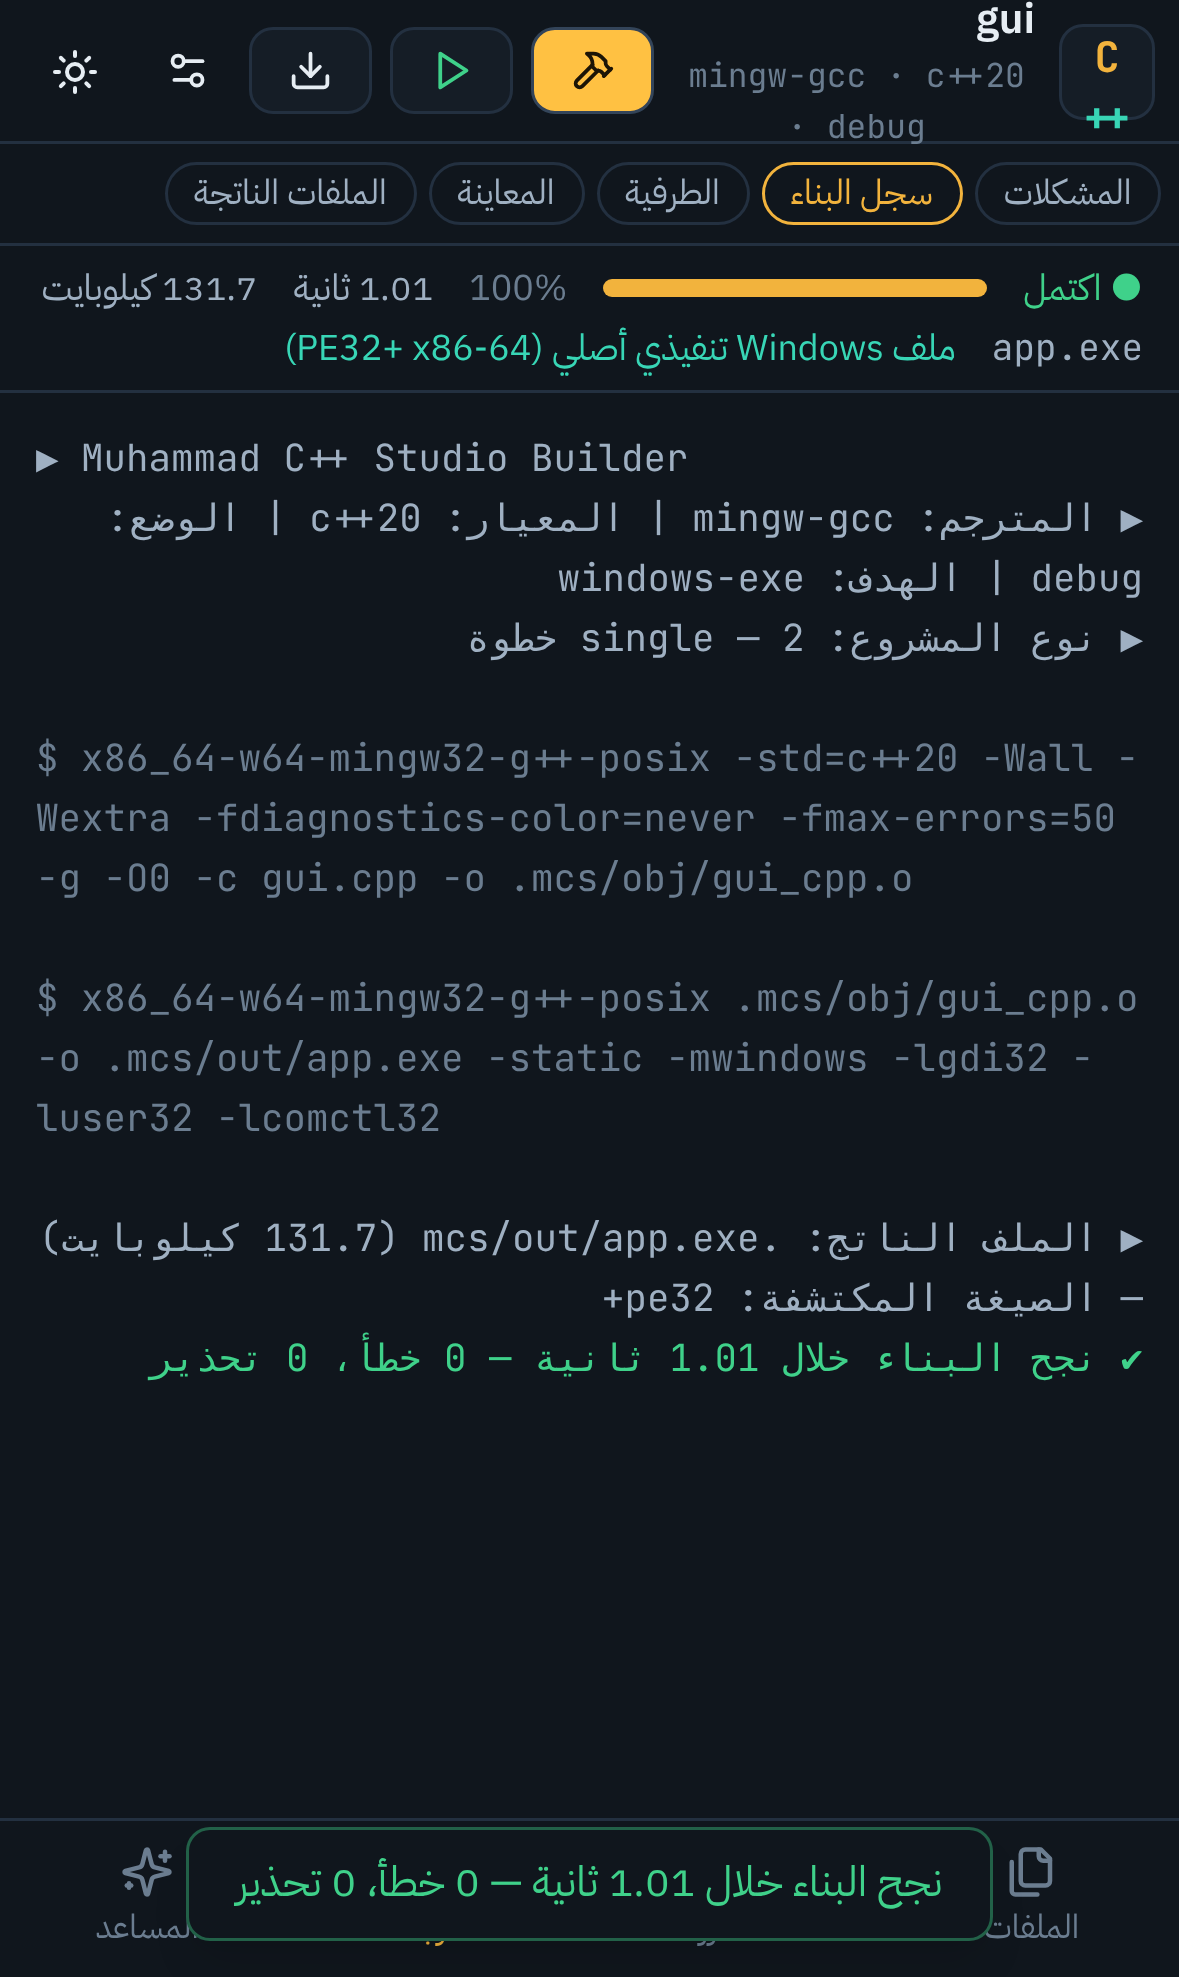 gui
C
++
mingw-gcc · c++20
· debug
المشكلات
سجل البناء
الطرفية
المعاينة
الملفات الناتجة
اكتمل
100%
1.01 ثانية
131.7 كيلوبايت
app.exe
ملف Windows تنفيذي أصلي (PE32+ x86-64)
▶ Muhammad C++ Studio Builder
▶ المترجم: mingw-gcc | المعيار: c++20 | الوضع:
debug | الهدف: windows-exe
▶ نوع المشروع: single — 2 خطوة
$ x86_64-w64-mingw32-g++-posix -std=c++20 -Wall -
Wextra -fdiagnostics-color=never -fmax-errors=50
-g -O0 -c gui.cpp -o .mcs/obj/gui_cpp.o
$ x86_64-w64-mingw32-g++-posix .mcs/obj/gui_cpp.o
-o .mcs/out/app.exe -static -mwindows -lgdi32 -
luser32 -lcomctl32
▶ الملف الناتج: .mcs/out/app.exe (131.7 كيلوبايت)
— الصيغة المكتشفة: pe32+
✔ نجح البناء خلال 1.01 ثانية — 0 خطأ، 0 تحذير
نجح البناء خلال 1.01 ثانية — 0 خطأ، 0 تحذير
الملفات
المساعد